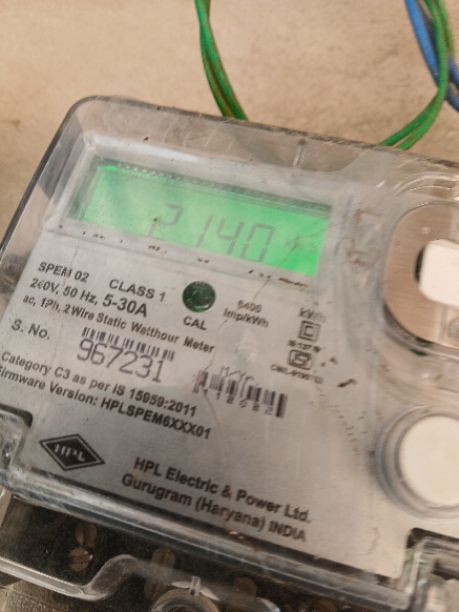 2140
SPEM 02 CLASS 1
240V, 50 Hz, 5-30A
6400
imp/kWh
kWh
ac, 1Ph, 2 Wire Static Watthour Meter
CAL
S. No.
967231
Category C3 as per IS 15959:2011
Firmware Version: HPLSPEM6XXX01
HPL
HPL Electric & Power Ltd.
Gurugram (Haryana) INDIA